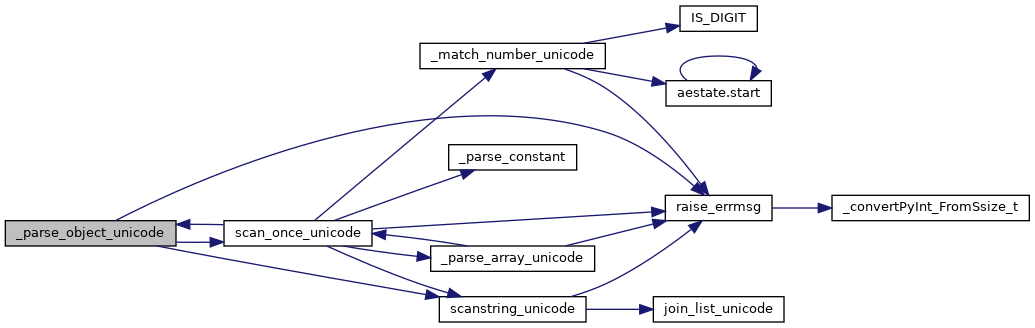 IS_DIGIT
_match_number_unicode
aestate.start
_parse_constant
raise_errmsg
_convertPyInt_FromSsize_t
_parse_object_unicode
scan_once_unicode
_parse_array_unicode
scanstring_unicode
join_list_unicode